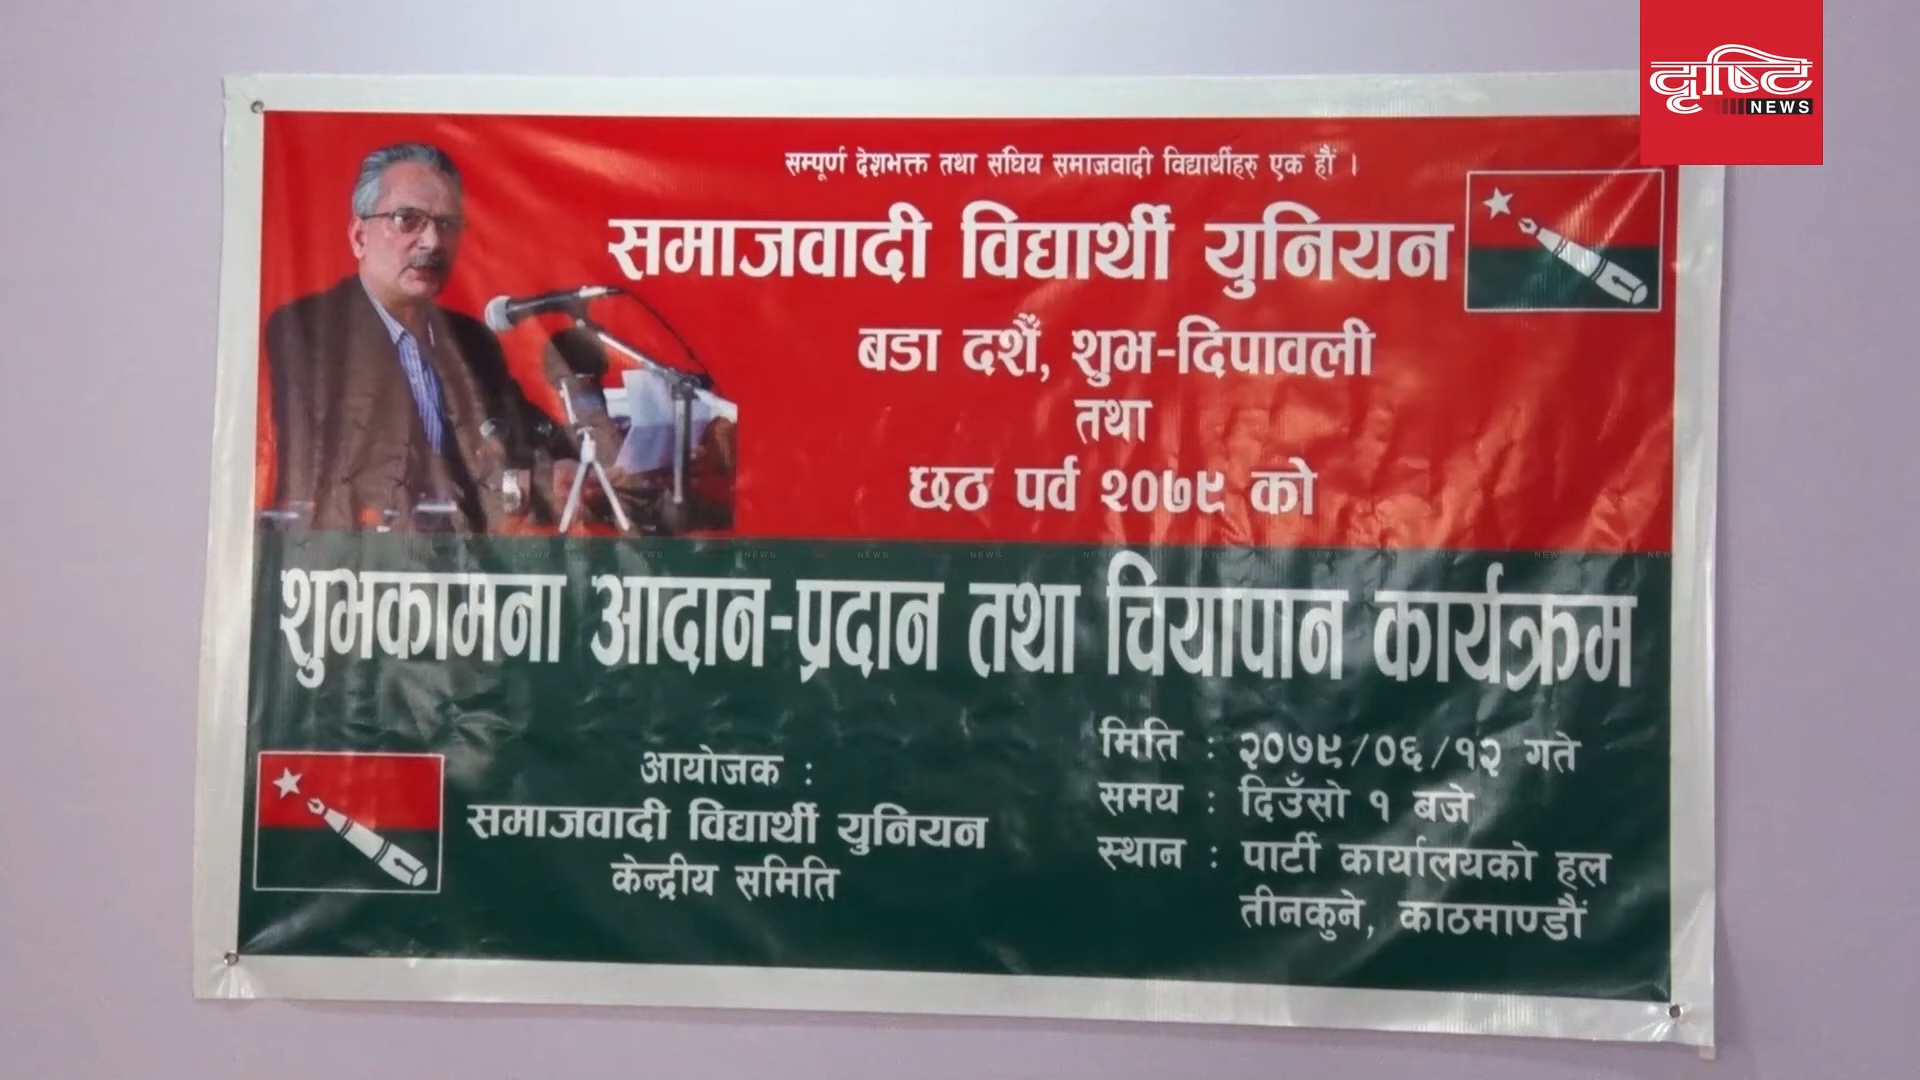 दृष्टि
NEWS
सम्पूर्ण देशभक्त तथा संघिय समाजवादी विद्यार्थीहरु एक हौं ।
समाजवादी विद्यार्थी युनियन
बडा दशैं, शुभ-दिपावली
तथा
छठ पर्व २०७९ को
शुभकामना आदान-प्रदान तथा चियापान कार्यक्रम
आयोजक :
समाजवादी विद्यार्थी युनियन
केन्द्रीय समिति
मिति : २०७९/०६/१२ गते
समय : दिउँसो १ बजे
स्थान : पार्टी कार्यालयको हल
तीनकुने, काठमाण्डौं